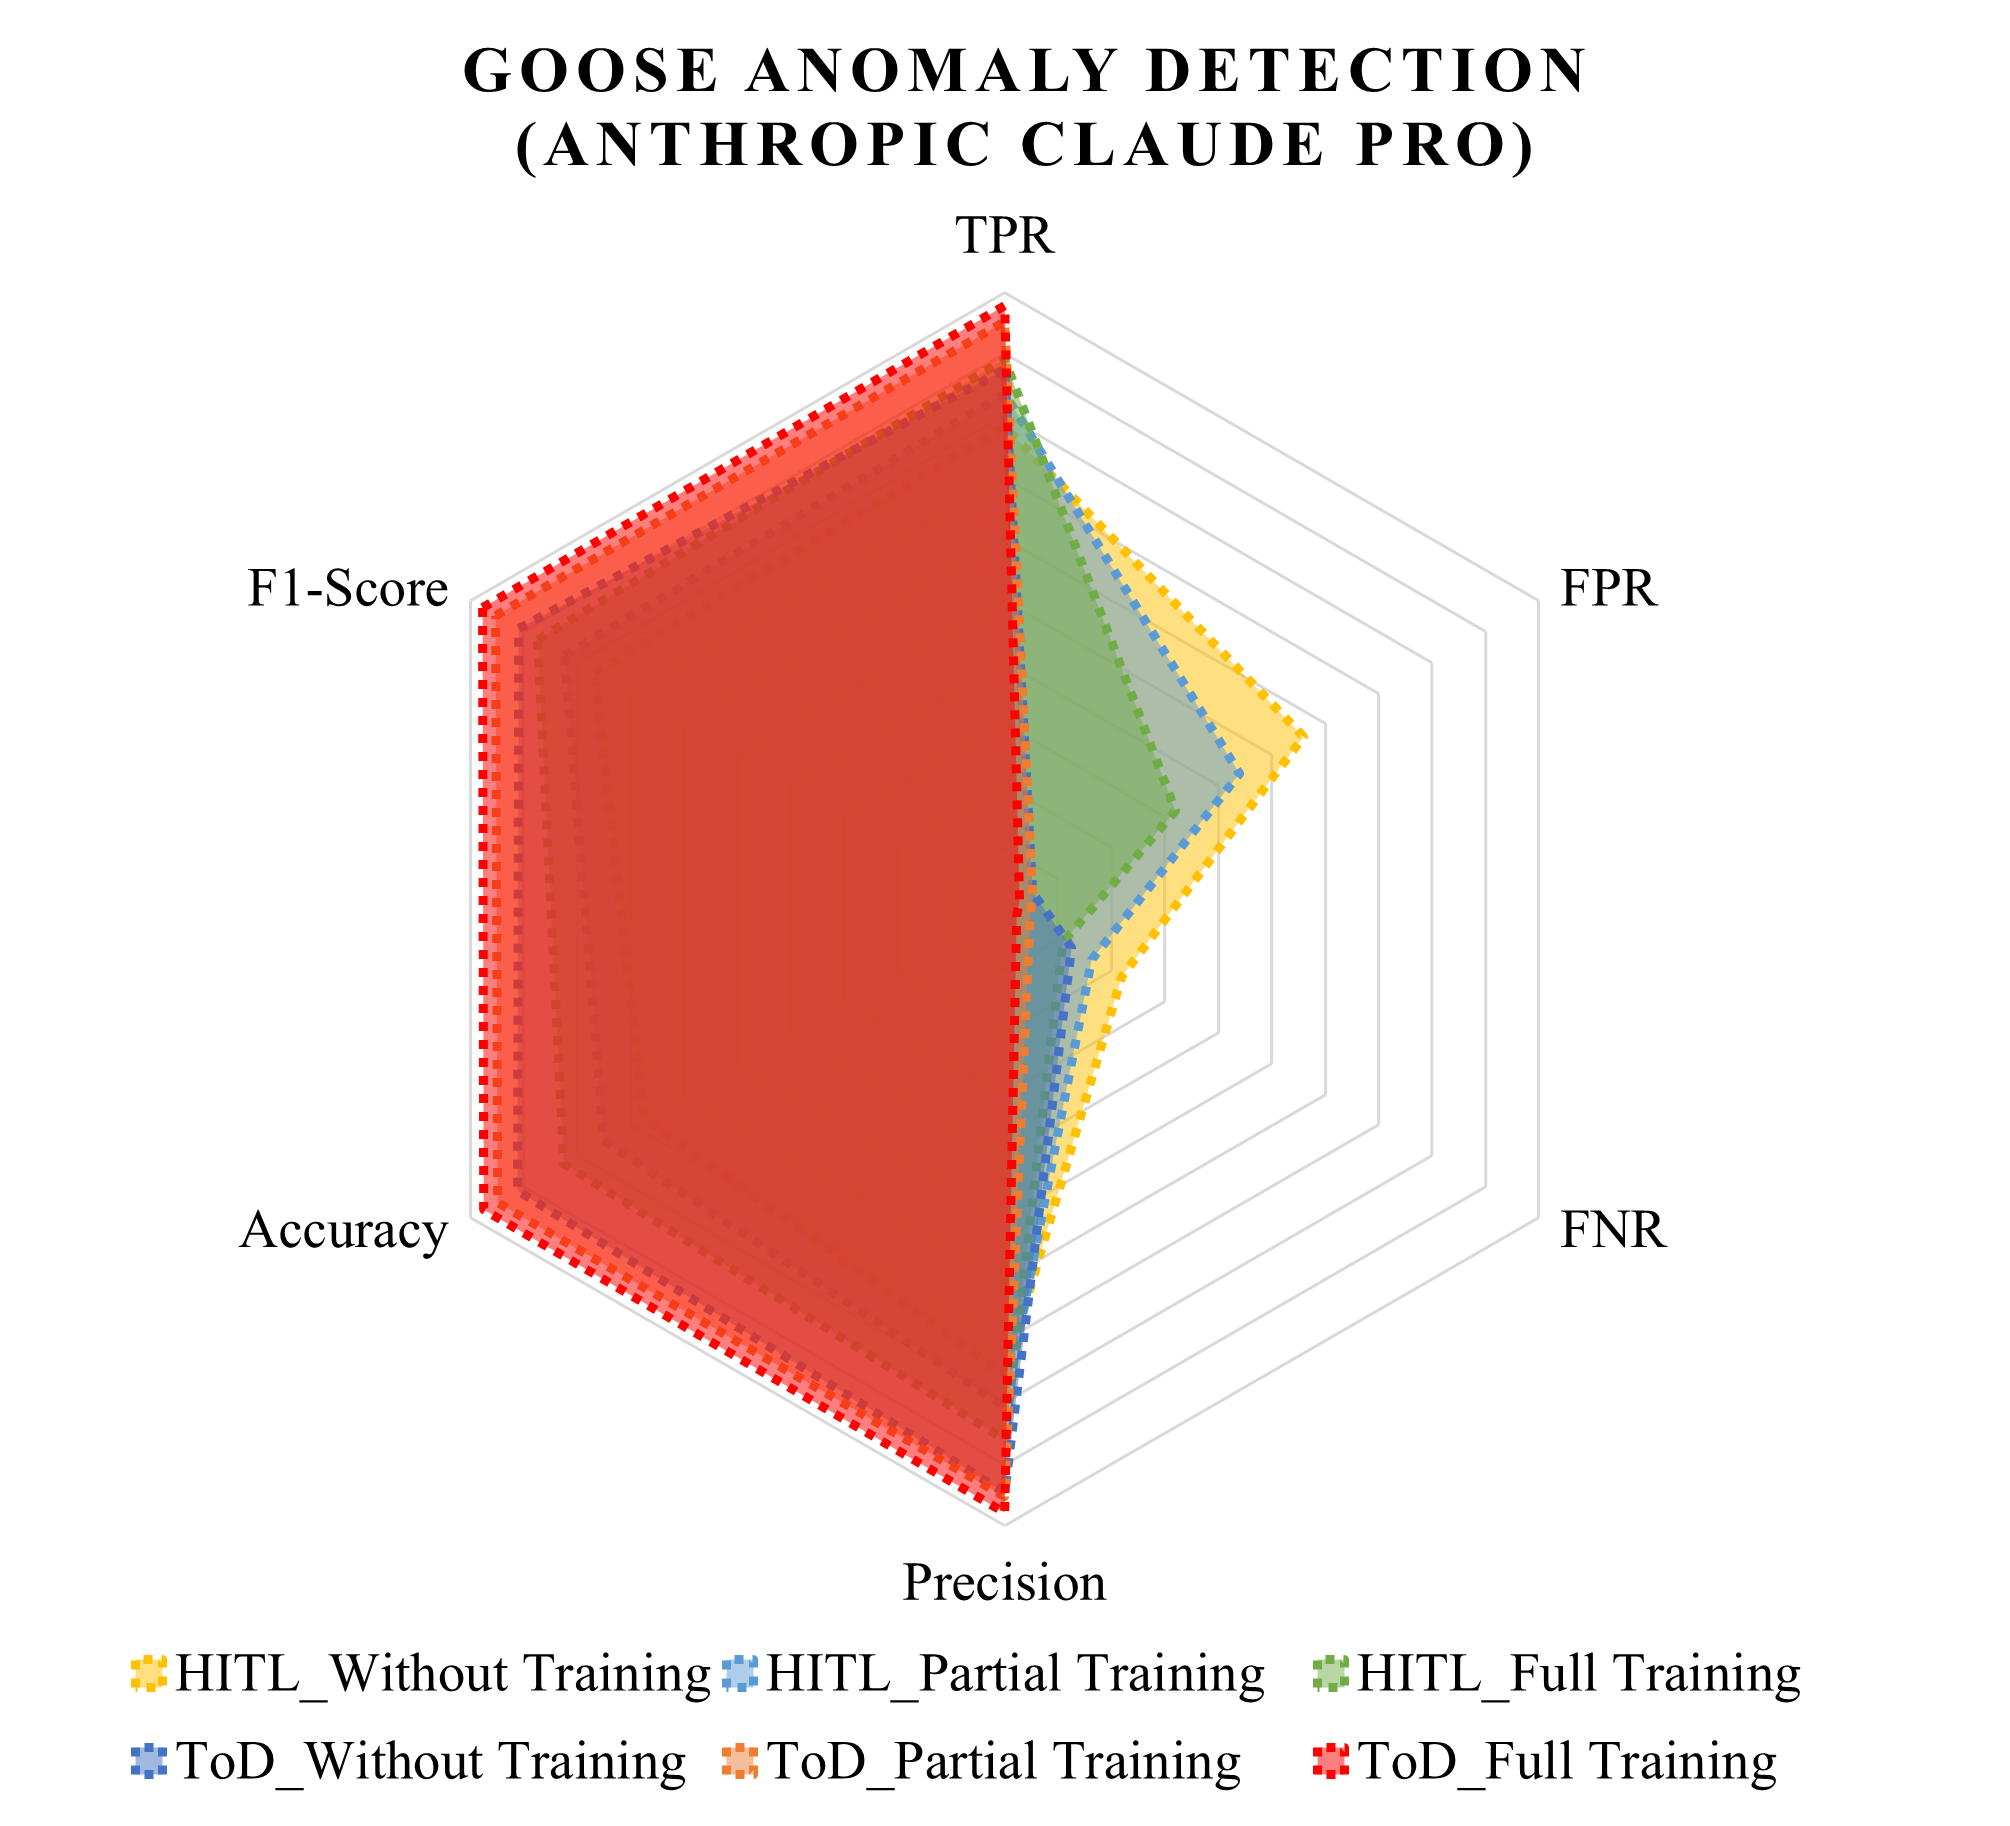 GOOSE ANOMALY DETECTION
(ANTHROPIC CLAUDE PRO)
TPR
F1-Score
FPR
Accuracy
FNR
Precision
HITL_Without Training
HITL_Partial Training
HITL_Full Training
ToD_Without Training
ToD_Partial Training
ToD_Full Training